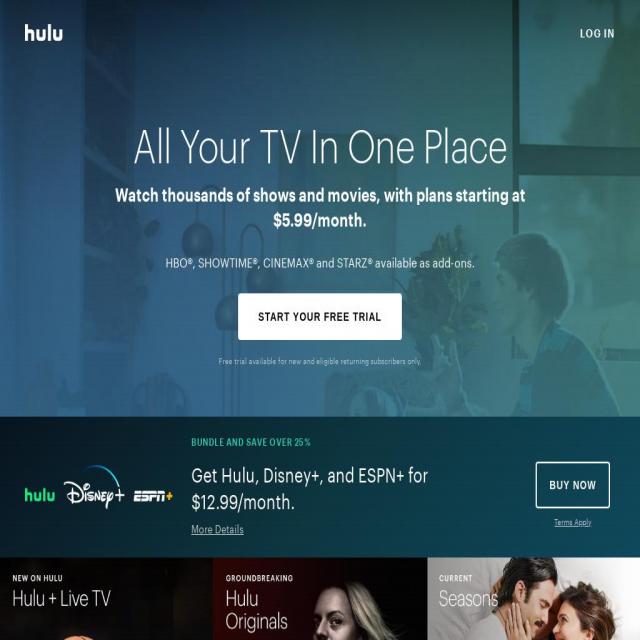 hulu
LOG IN
All Your TV In One Place
Watch thousands of shows and movies, with plans starting at
$5.99/month.
HBO®, SHOWTIME®, CINEMAX® and STARZ® available as add-ons.
START YOUR FREE TRIAL
Free trial available for new and eligible returning subscribers only.
BUNDLE AND SAVE OVER 25%
hulu Disney+ ESPN+
Get Hulu, Disney+, and ESPN+ for
$12.99/month.
More Details
BUY NOW
Terms Apply
NEW ON HULU
Hulu + Live TV
GROUNDBREAKING
Hulu
Originals
CURRENT
Seasons